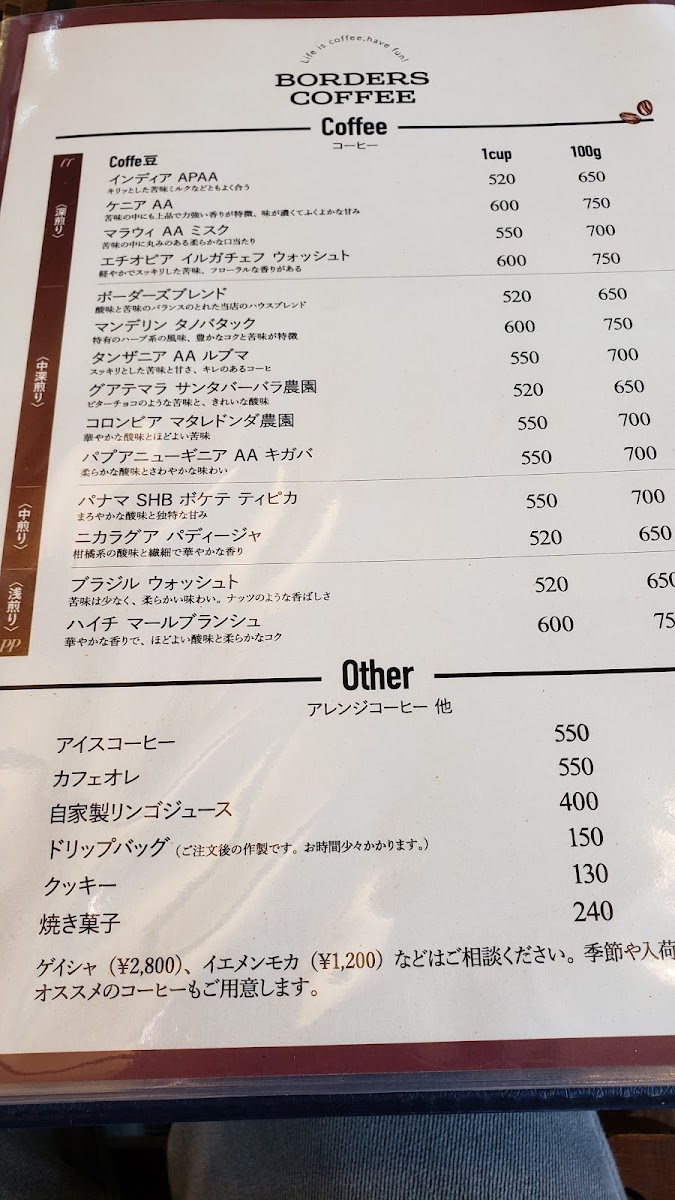 Life is coffee, have fun!
BORDERS
COFFEE
Coffee
コーヒー
Coffe豆 1cup 100g
ff
〈深煎り〉
インディア APAA 520 650
キリッとした苦味ミルクなどともよく合う
ケニア AA 600 750
苦味の中にも上品で力強い香りが特徴、味が濃くてふくよかな甘み
マラウィ AA ミスク 550 700
苦味の中に丸みのある柔らかな口当たり
エチオピア イルガチェフ ウォッシュト 600 750
軽やかでスッキリした苦味、フローラルな香りがある
〈中深煎り〉
ボーダーズブレンド 520 650
酸味と苦味のバランスのとれた当店のハウスブレンド
マンデリン タノバタック 600 750
特有のハーブ系の風味、豊かなコクと苦味が特徴
タンザニア AA ルブマ 550 700
スッキリとした苦味と甘さ、キレのあるコーヒ
グアテマラ サンタバーバラ農園 520 650
ビターチョコのような苦味と、きれいな酸味
コロンビア マタレドンダ農園 550 700
華やかな酸味とほどよい苦味
パプアニューギニア AA キガバ 550 700
柔らかな酸味とさわやかな味わい
〈中煎り〉
パナマ SHB ボケテ ティピカ 550 700
まろやかな酸味と独特な甘み
ニカラグア パディージャ 520 650
柑橘系の酸味と繊細で華やかな香り
〈浅煎り〉
ブラジル ウォッシュト 520 650
苦味は少なく、柔らかい味わい。ナッツのような香ばしさ
ハイチ マールブランシュ 600 75
華やかな香りで、ほどよい酸味と柔らかなコク
pp
Other
アレンジコーヒー 他
アイスコーヒー 550
カフェオレ 550
自家製リンゴジュース 400
ドリップバッグ (ご注文後の作製です。お時間少々かかります。) 150
クッキー 130
焼き菓子 240
ゲイシャ（¥2,800）、イエメンモカ（¥1,200）などはご相談ください。季節や入荷
オススメのコーヒーもご用意します。